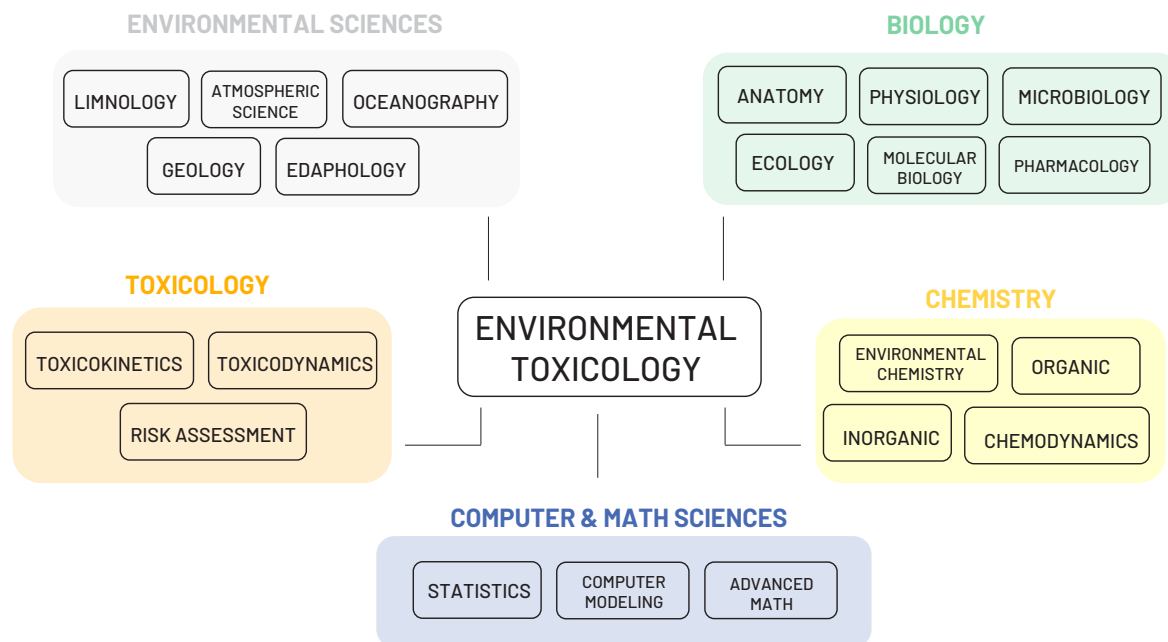 ENVIRONMENTAL SCIENCES
LIMNOLOGY
ATMOSPHERIC
SCIENCE
OCEANOGRAPHY
GEOLOGY
EDAPHOLOGY
BIOLOGY
ANATOMY
PHYSIOLOGY
MICROBIOLOGY
ECOLOGY
MOLECULAR
BIOLOGY
PHARMACOLOGY
TOXICOLOGY
TOXICOKINETICS
TOXICODYNAMICS
RISK ASSESSMENT
ENVIRONMENTAL
TOXICOLOGY
CHEMISTRY
ENVIRONMENTAL
CHEMISTRY
ORGANIC
INORGANIC
CHEMODYNAMICS
COMPUTER & MATH SCIENCES
STATISTICS
COMPUTER
MODELING
ADVANCED
MATH